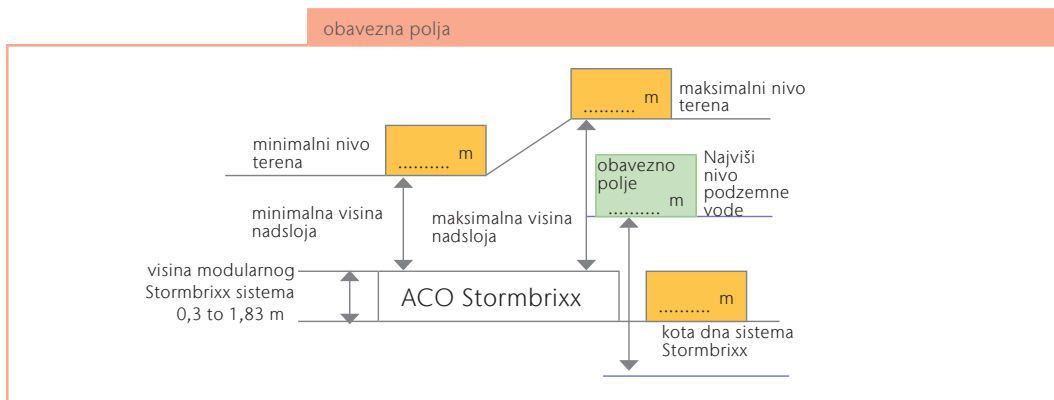 obavezna polja
.......... m
maksimalni nivo
terena
minimalni nivo
terena
.......... m
obavezno
polje
.......... m
Najviši
nivo
podzemne
vode
minimalna visina
nadsloja
maksimalna visina
nadsloja
visina modularnog
Stormbrixx sistema
0,3 to 1,83 m
ACO Stormbrixx
.......... m
kota dna sistema
Stormbrixx